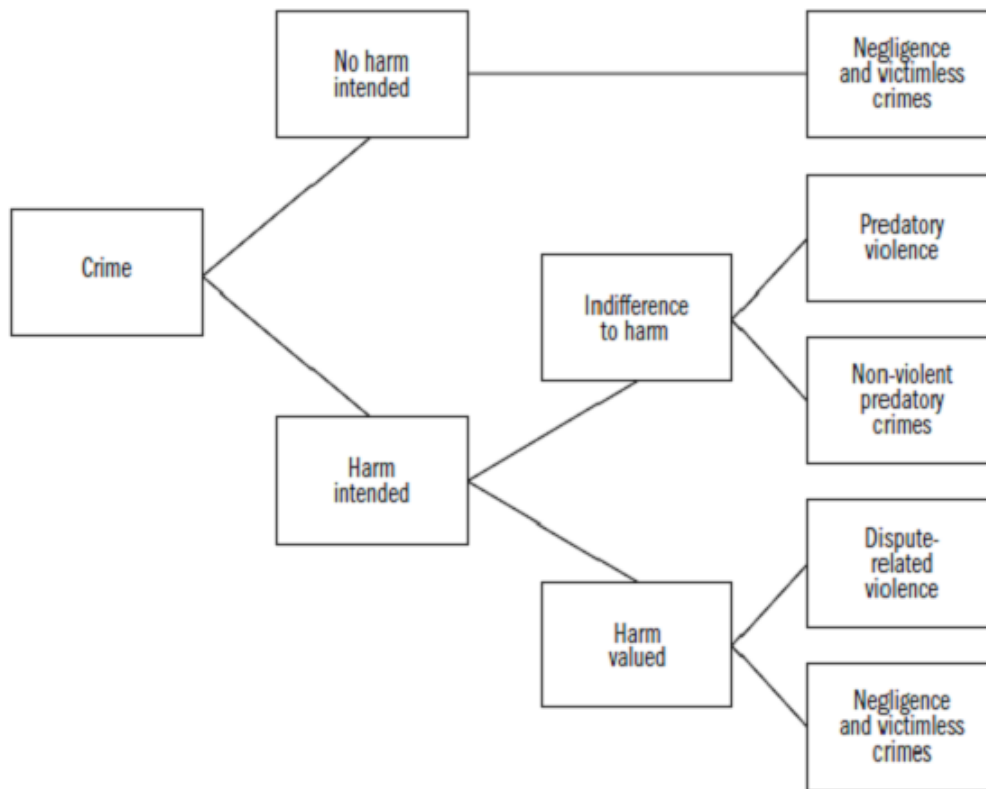 No harm
intended
Negligence
and victimless
crimes
Crime
Predatory
violence
Indifference
to harm
Non-violent
predatory
crimes
Harm
intended
Dispute-
related
violence
Harm
valued
Negligence
and victimless
crimes